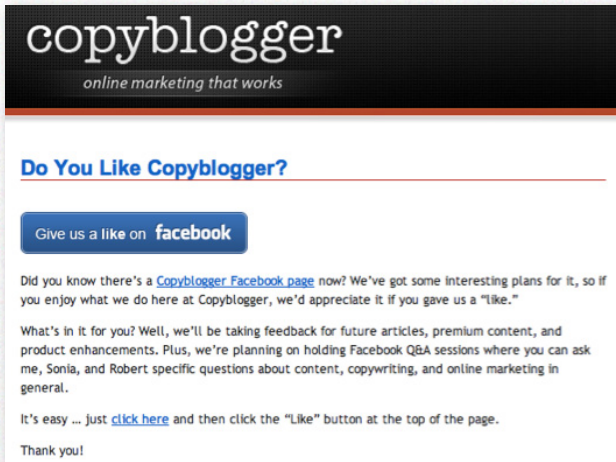 copyblogger
online marketing that works
Do You Like Copyblogger?
Give us a like on facebook
Did you know there's a Copyblogger Facebook page now? We've got some interesting plans for it, so if
you enjoy what we do here at Copyblogger, we'd appreciate it if you gave us a “like.”
What's in it for you? Well, we'll be taking feedback for future articles, premium content, and
product enhancements. Plus, we're planning on holding Facebook Q&A sessions where you can ask
me, Sonia, and Robert specific questions about content, copywriting, and online marketing in
general.
It's easy … just click here and then click the “Like” button at the top of the page.
Thank you!